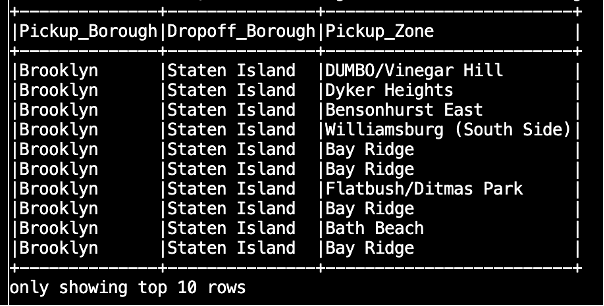 +--------------+---------------+-------------------------+
|Pickup_Borough|Dropoff_Borough|Pickup_Zone              |
+--------------+---------------+-------------------------+
|Brooklyn      |Staten Island  |DUMBO/Vinegar Hill       |
|Brooklyn      |Staten Island  |Dyker Heights            |
|Brooklyn      |Staten Island  |Bensonhurst East         |
|Brooklyn      |Staten Island  |Williamsburg (South Side)|
|Brooklyn      |Staten Island  |Bay Ridge                |
|Brooklyn      |Staten Island  |Bay Ridge                |
|Brooklyn      |Staten Island  |Flatbush/Ditmas Park     |
|Brooklyn      |Staten Island  |Bay Ridge                |
|Brooklyn      |Staten Island  |Bath Beach               |
|Brooklyn      |Staten Island  |Bay Ridge                |
+--------------+---------------+-------------------------+
only showing top 10 rows